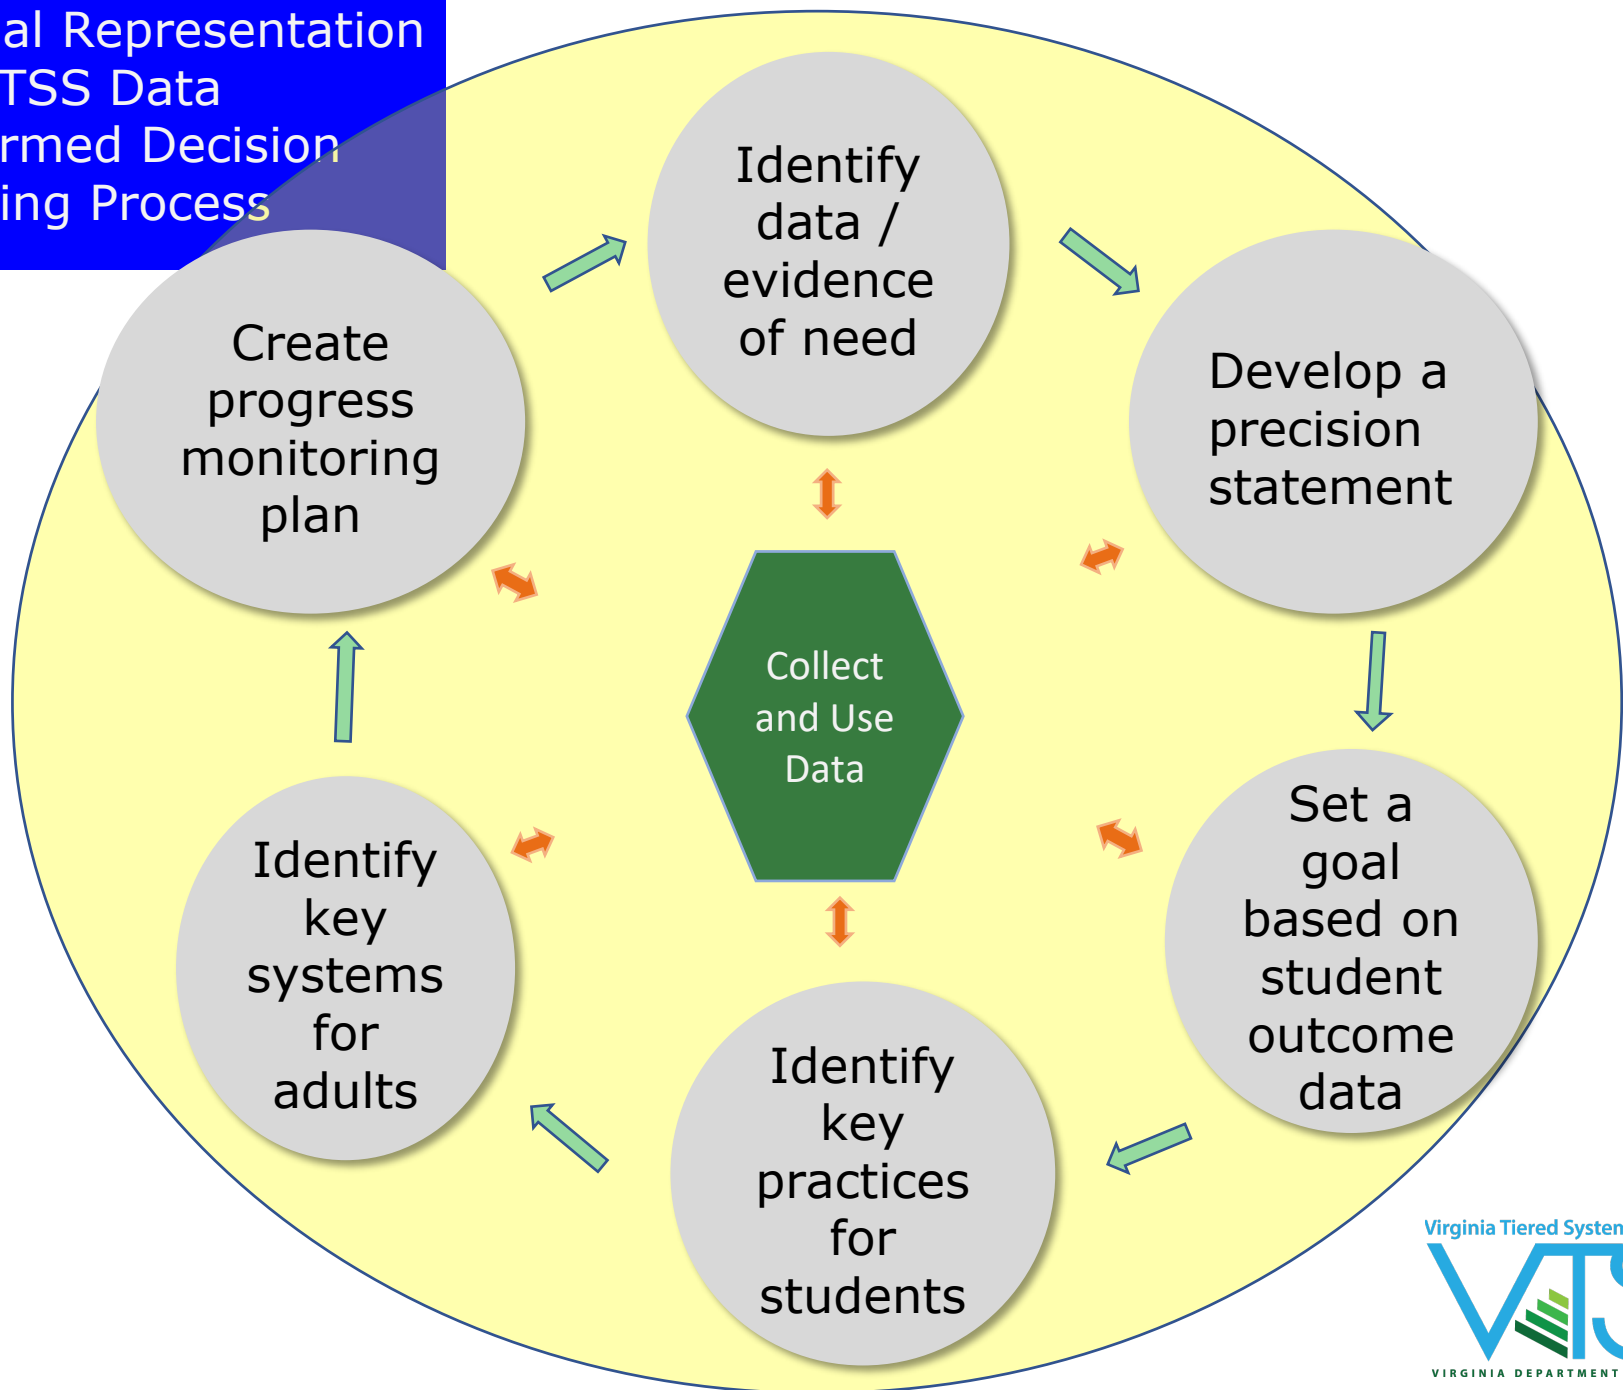 al Representation
TSS Data
rmed Decision
ing Process
Identify
data /
evidence
of need
Develop a
precision
statement
Set a
goal
based on
student
outcome
data
Identify
key
practices
for
students
Identify
key
systems
for
adults
Create
progress
monitoring
plan
Collect
and Use
Data
Virginia Tiered System
VTS
VIRGINIA DEPARTMENT